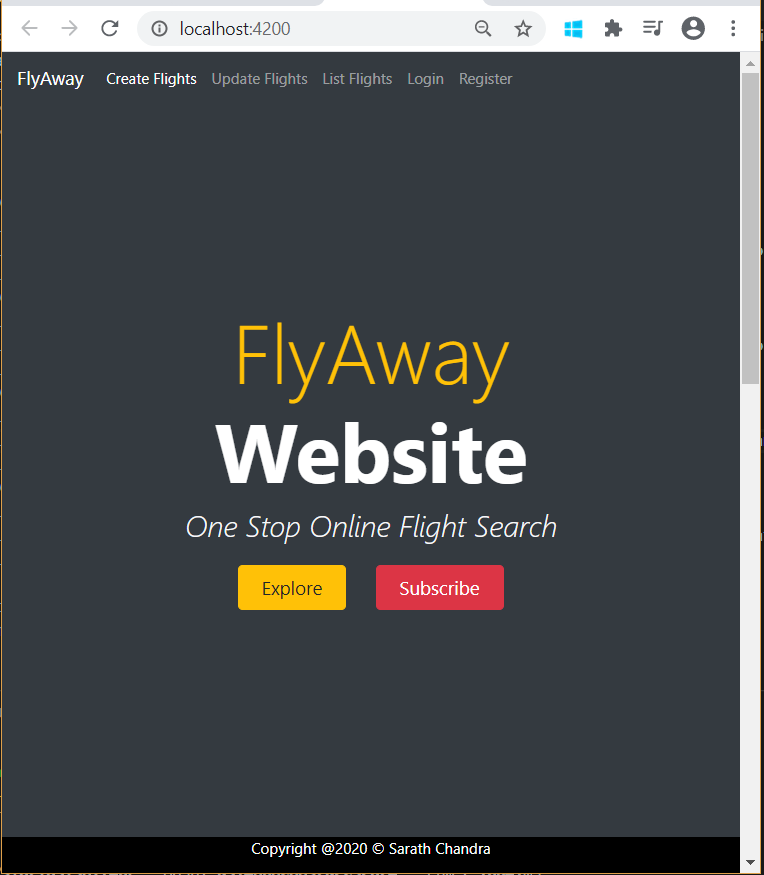 localhost:4200
FlyAway Create Flights Update Flights List Flights Login Register
FlyAway
Website
One Stop Online Flight Search
Explore Subscribe
Copyright @2020 © Sarath Chandra